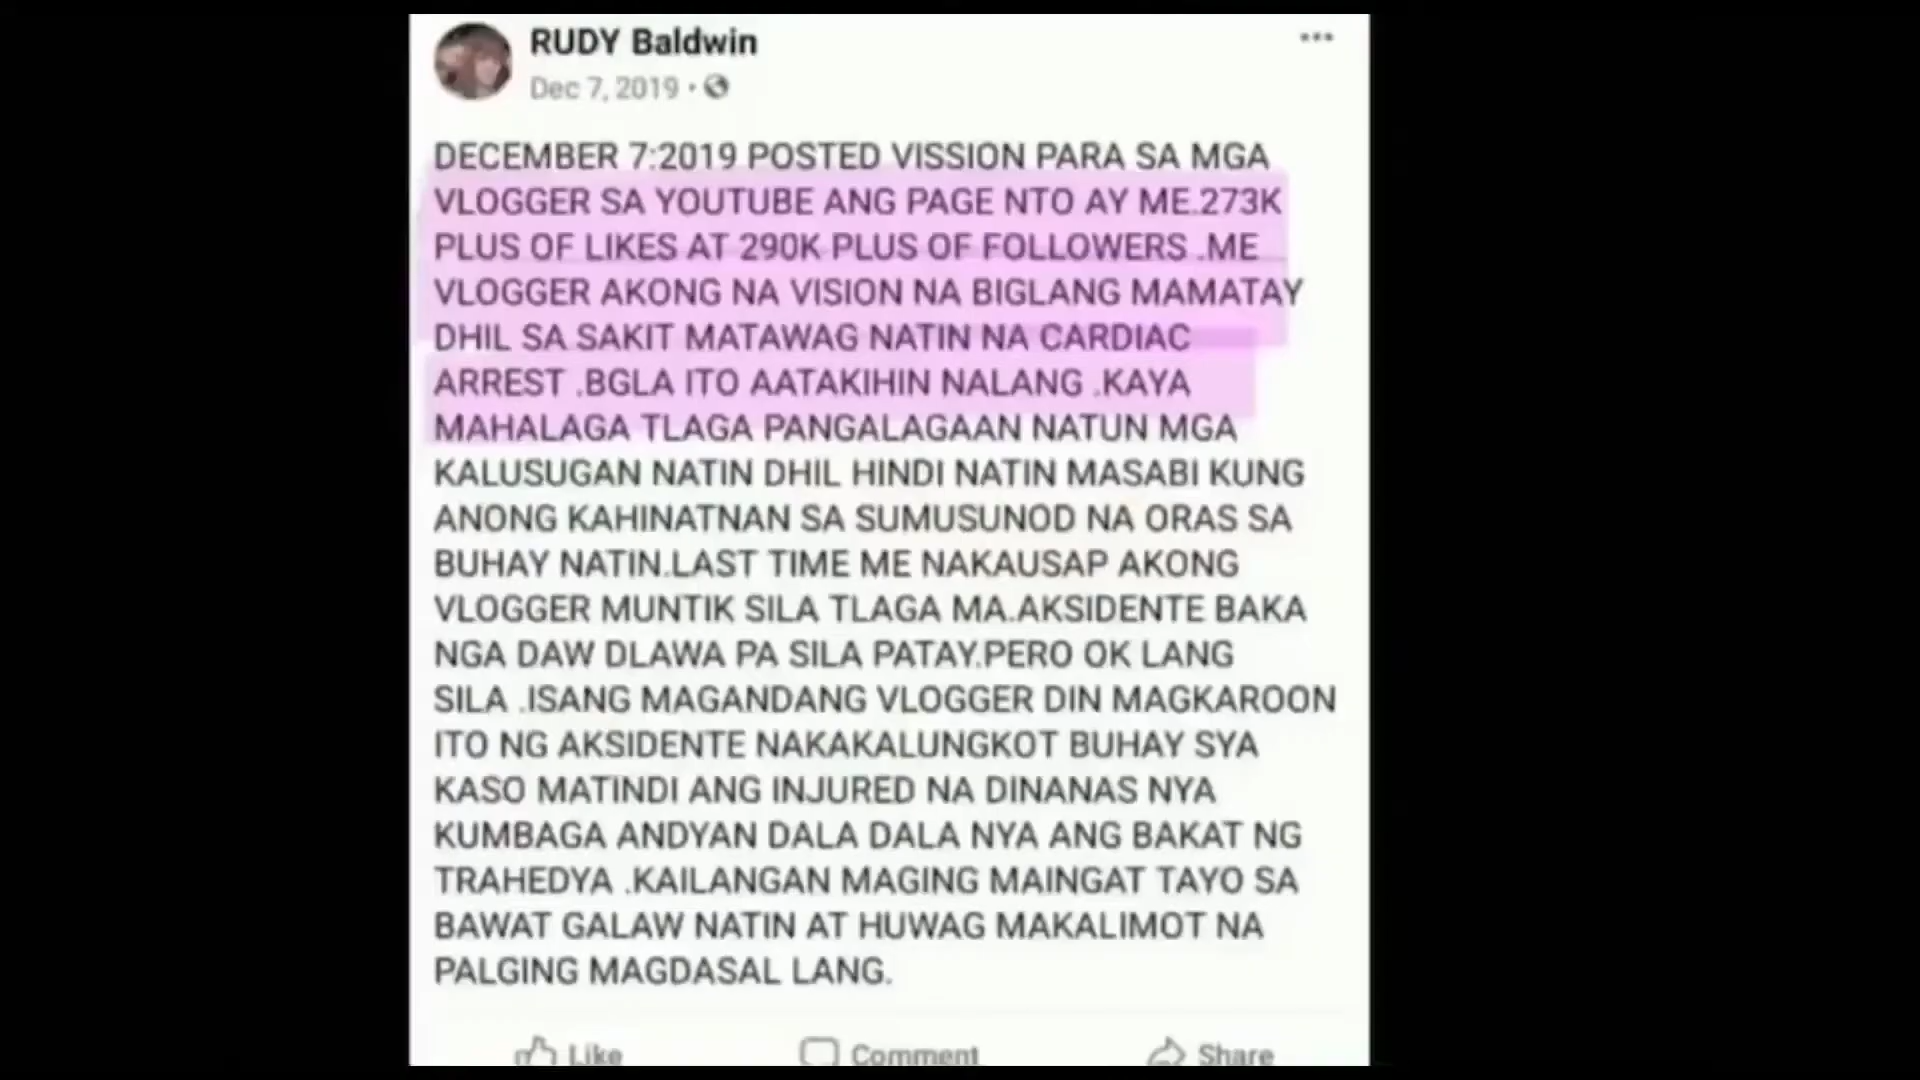 RUDY Baldwin
Dec 7, 2019
DECEMBER 7:2019 POSTED VISSION PARA SA MGA
VLOGGER SA YOUTUBE ANG PAGE NTO AY ME.273K
PLUS OF LIKES AT 290K PLUS OF FOLLOWERS .ME
VLOGGER AKONG NA VISION NA BIGLANG MAMATAY
DHIL SA SAKIT MATAWAG NATIN NA CARDIAC
ARREST .BGLA ITO AATAKIHIN NALANG .KAYA
MAHALAGA TLAGA PANGALAGAAN NATUN MGA
KALUSUGAN NATIN DHIL HINDI NATIN MASABI KUNG
ANONG KAHINATNAN SA SUMUSUNOD NA ORAS SA
BUHAY NATIN.LAST TIME ME NAKAUSAP AKONG
VLOGGER MUNTIK SILA TLAGA MA.AKSIDENTE BAKA
NGA DAW DLAWA PA SILA PATAY.PERO OK LANG
SILA .ISANG MAGANDANG VLOGGER DIN MAGKAROON
ITO NG AKSIDENTE NAKAKALUNGKOT BUHAY SYA
KASO MATINDI ANG INJURED NA DINANAS NYA
KUMBAGA ANDYAN DALA DALA NYA ANG BAKAT NG
TRAHEDYA .KAILANGAN MAGING MAINGAT TAYO SA
BAWAT GALAW NATIN AT HUWAG MAKALIMOT NA
PALGING MAGDASAL LANG.
Like Comment Share